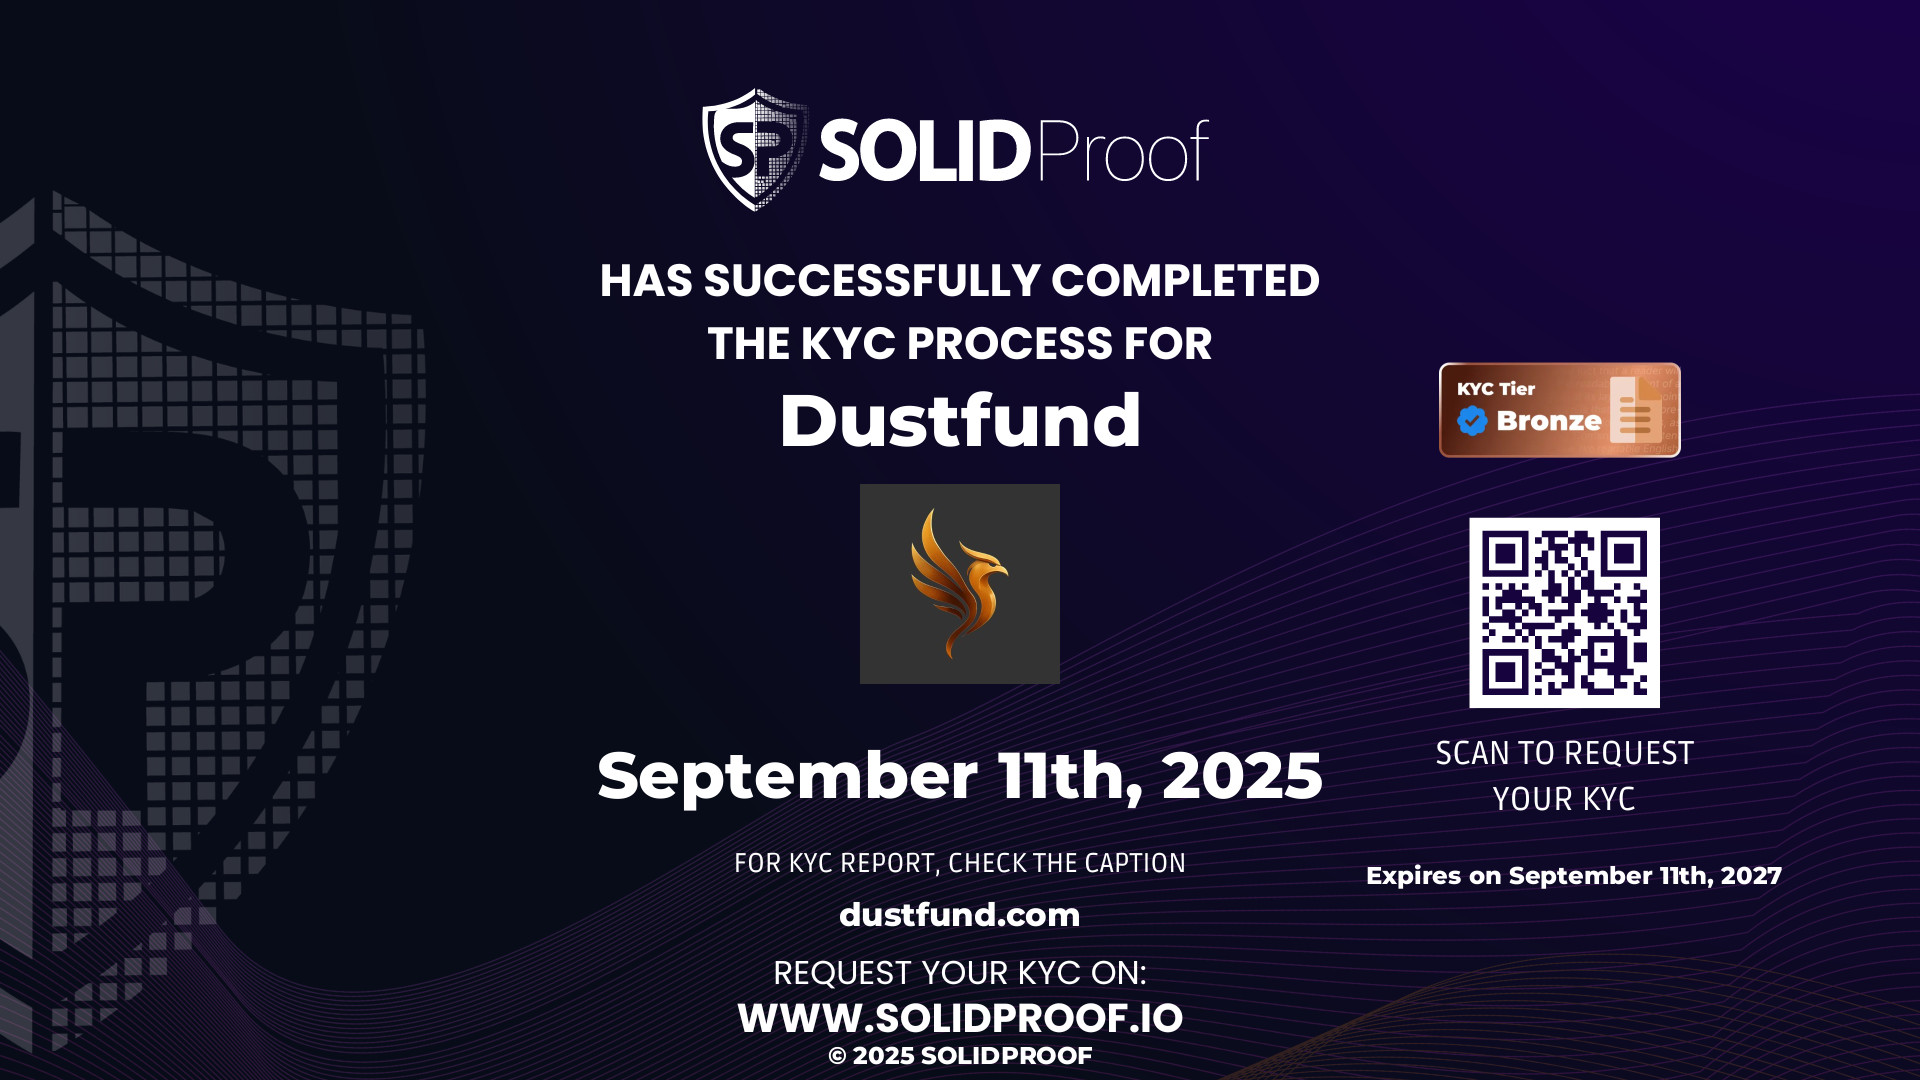 SP SOLIDProof
HAS SUCCESSFULLY COMPLETED
THE KYC PROCESS FOR
Dustfund
KYC Tier
Bronze
September 11th, 2025
SCAN TO REQUEST
YOUR KYC
FOR KYC REPORT, CHECK THE CAPTION
Expires on September 11th, 2027
dustfund.com
REQUEST YOUR KYC ON:
WWW.SOLIDPROOF.IO
© 2025 SOLIDPROOF